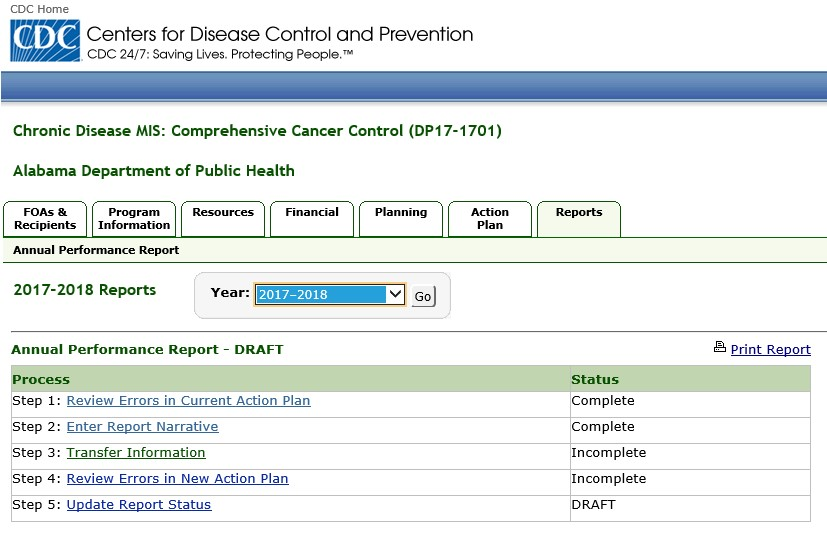 CDC Home
CDC Centers for Disease Control and Prevention
CDC 24/7: Saving Lives. Protecting People.™
Chronic Disease MIS: Comprehensive Cancer Control (DP17-1701)
Alabama Department of Public Health
FOAs & Recipients
Program Information
Resources
Financial
Planning
Action Plan
Reports
Annual Performance Report
2017-2018 Reports
Year: 2017-2018 Go
Annual Performance Report - DRAFT
Print Report
Process Status
Step 1: Review Errors in Current Action Plan Complete
Step 2: Enter Report Narrative Complete
Step 3: Transfer Information Incomplete
Step 4: Review Errors in New Action Plan Incomplete
Step 5: Update Report Status DRAFT